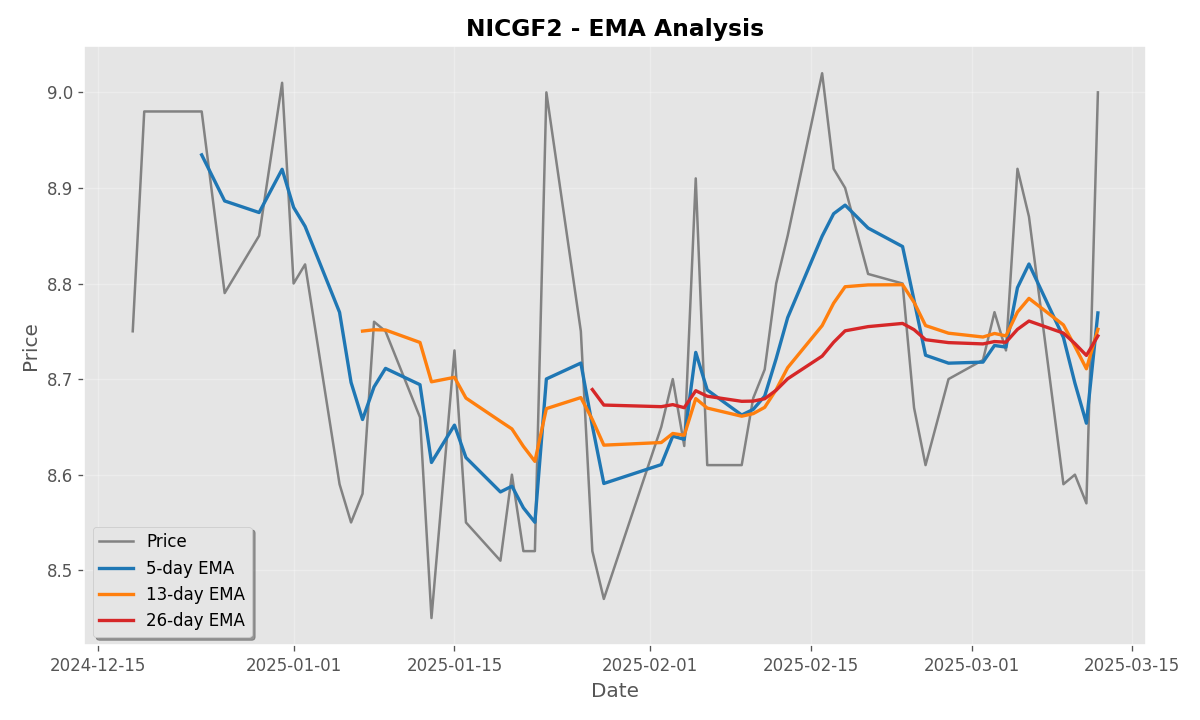 NICGF2 - EMA Analysis
9.0
8.9
8.8
8.7
8.6
8.5
Price
Price
5-day EMA
13-day EMA
26-day EMA
2024-12-15 2025-01-01 2025-01-15 2025-02-01 2025-02-15 2025-03-01 2025-03-15
Date